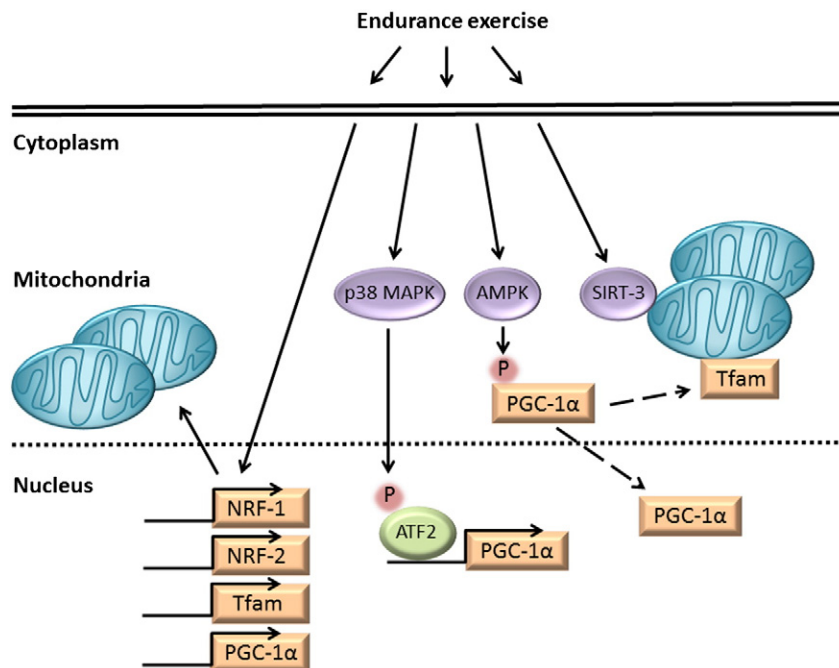 Endurance exercise
Cytoplasm
Mitochondria
p38 MAPK
AMPK
SIRT-3
P
PGC-1α
Tfam
Nucleus
NRF-1
NRF-2
Tfam
PGC-1α
P
ATF2
PGC-1α
PGC-1α